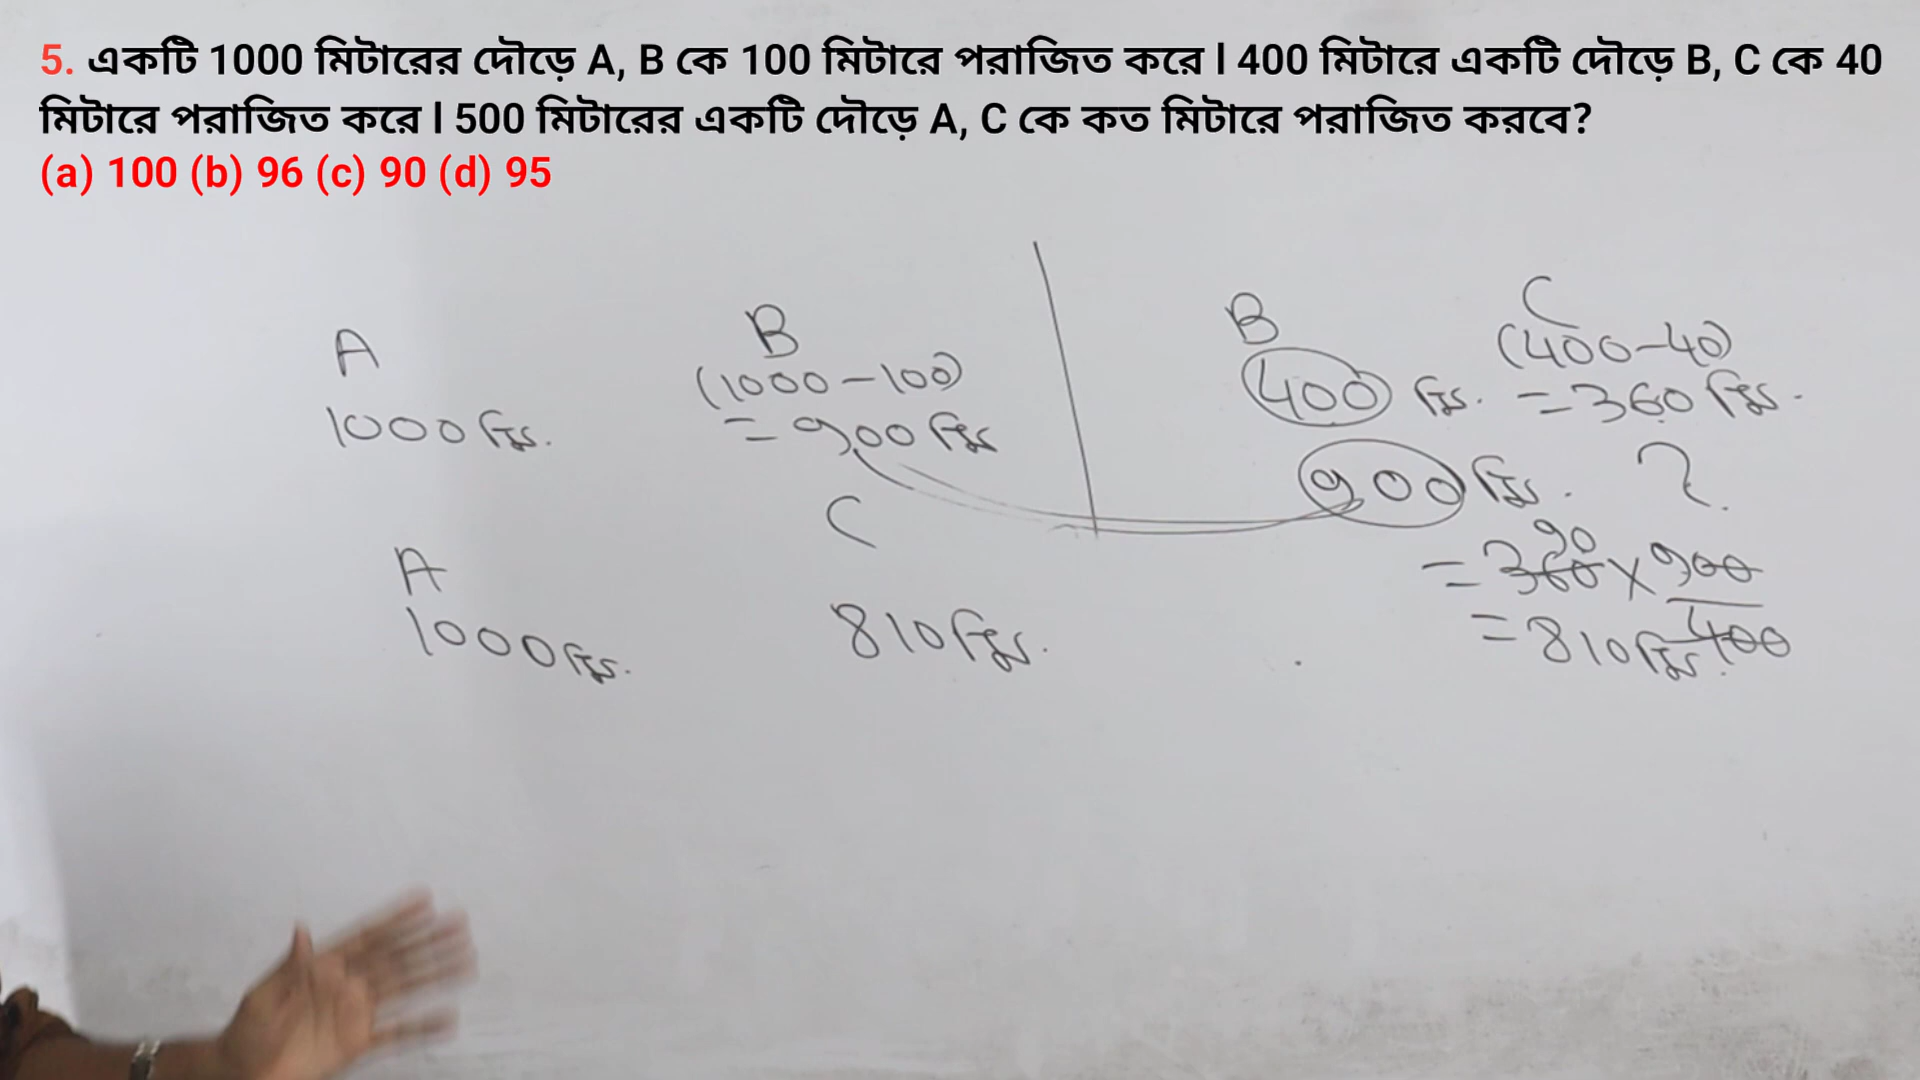 5. একটি 1000 মিটারের দৌড়ে A, B কে 100 মিটারে পরাজিত করে l 400 মিটারে একটি দৌড়ে B, C কে 40
মিটারে পরাজিত করে l 500 মিটারের একটি দৌড়ে A, C কে কত মিটারে পরাজিত করবে?
(a) 100 (b) 96 (c) 90 (d) 95
A B
1000 মি. (1000-100)
= 900 মি
B C
400 মি. (400-40)
= 360 মি.
900 মি. ?
= 360 × 900
90
400
= 810 মি.
A C
1000 মি. 810 মি.